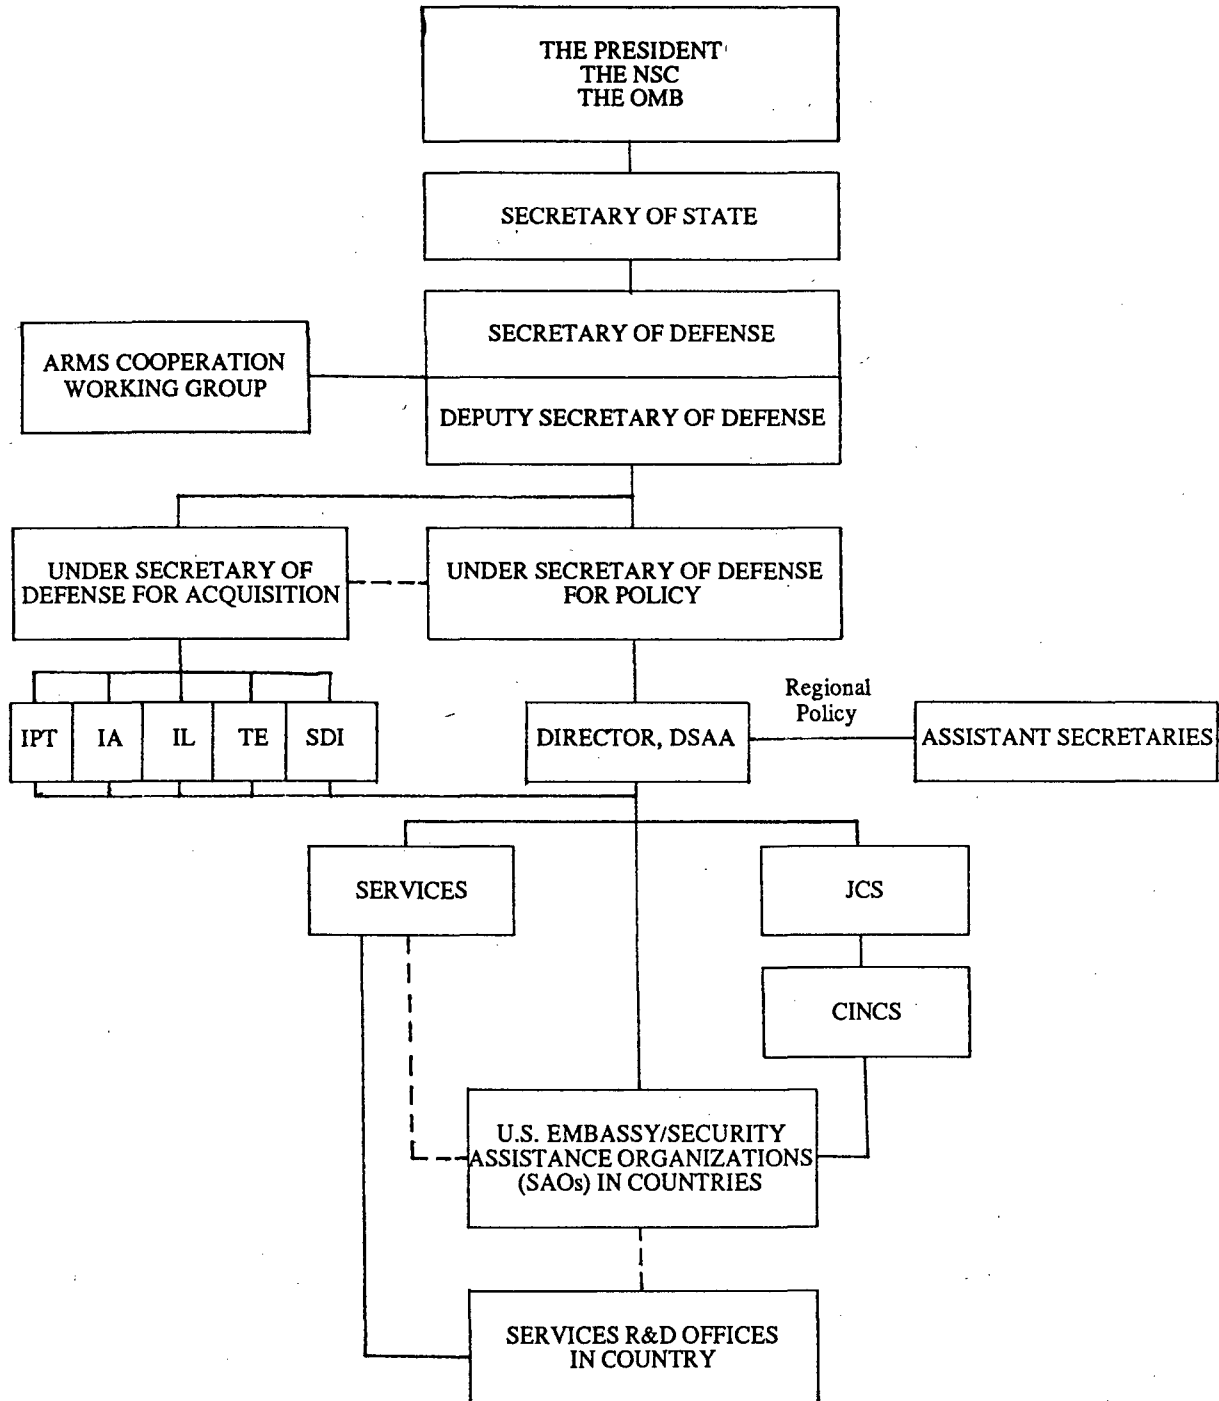 THE PRESIDENT
THE NSC
THE OMB
SECRETARY OF STATE
SECRETARY OF DEFENSE
ARMS COOPERATION
WORKING GROUP
DEPUTY SECRETARY OF DEFENSE
UNDER SECRETARY OF
DEFENSE FOR ACQUISITION
UNDER SECRETARY OF DEFENSE
FOR POLICY
IPT
IA
IL
TE
SDI
DIRECTOR, DSAA
Regional
Policy
ASSISTANT SECRETARIES
SERVICES
JCS
CINCS
U.S. EMBASSY/SECURITY
ASSISTANCE ORGANIZATIONS
(SAOs) IN COUNTRIES
SERVICES R&D OFFICES
IN COUNTRY